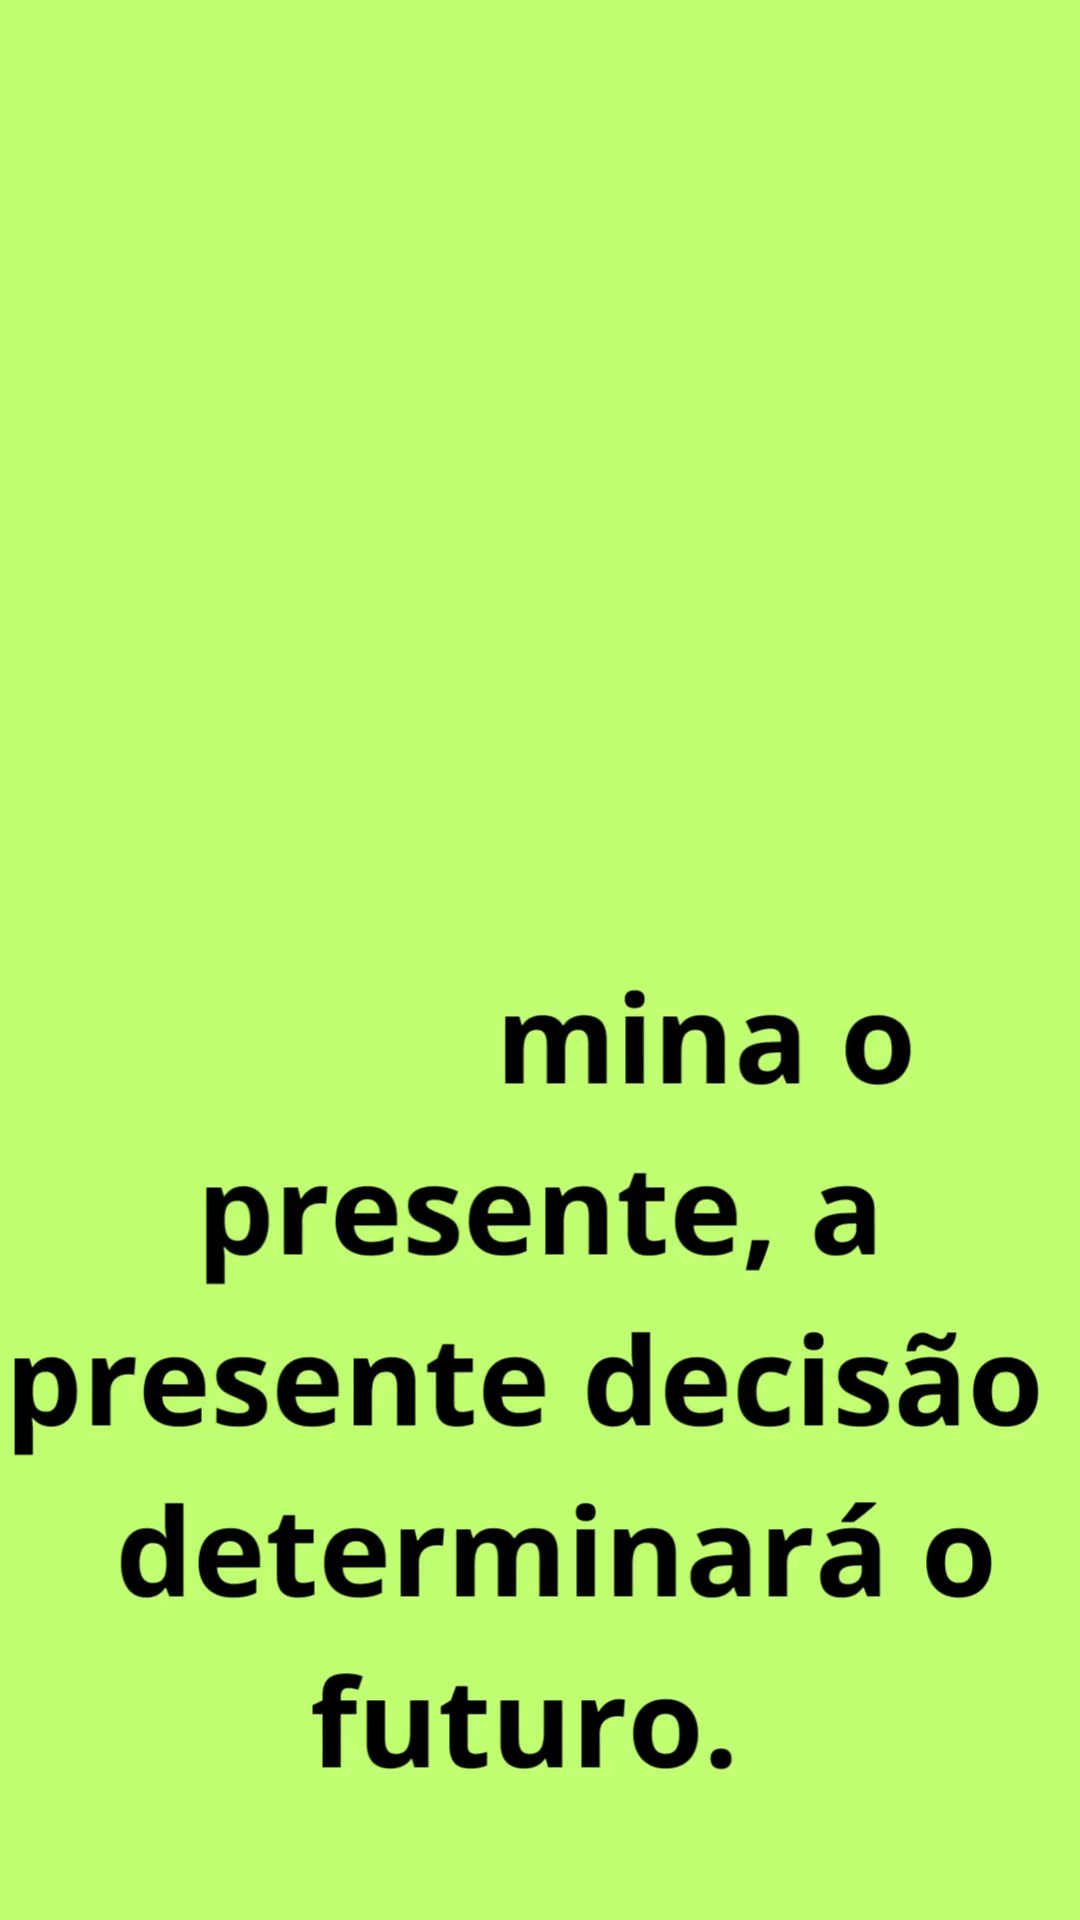 mina o
presente, a
presente decisão
determinará o
futuro.